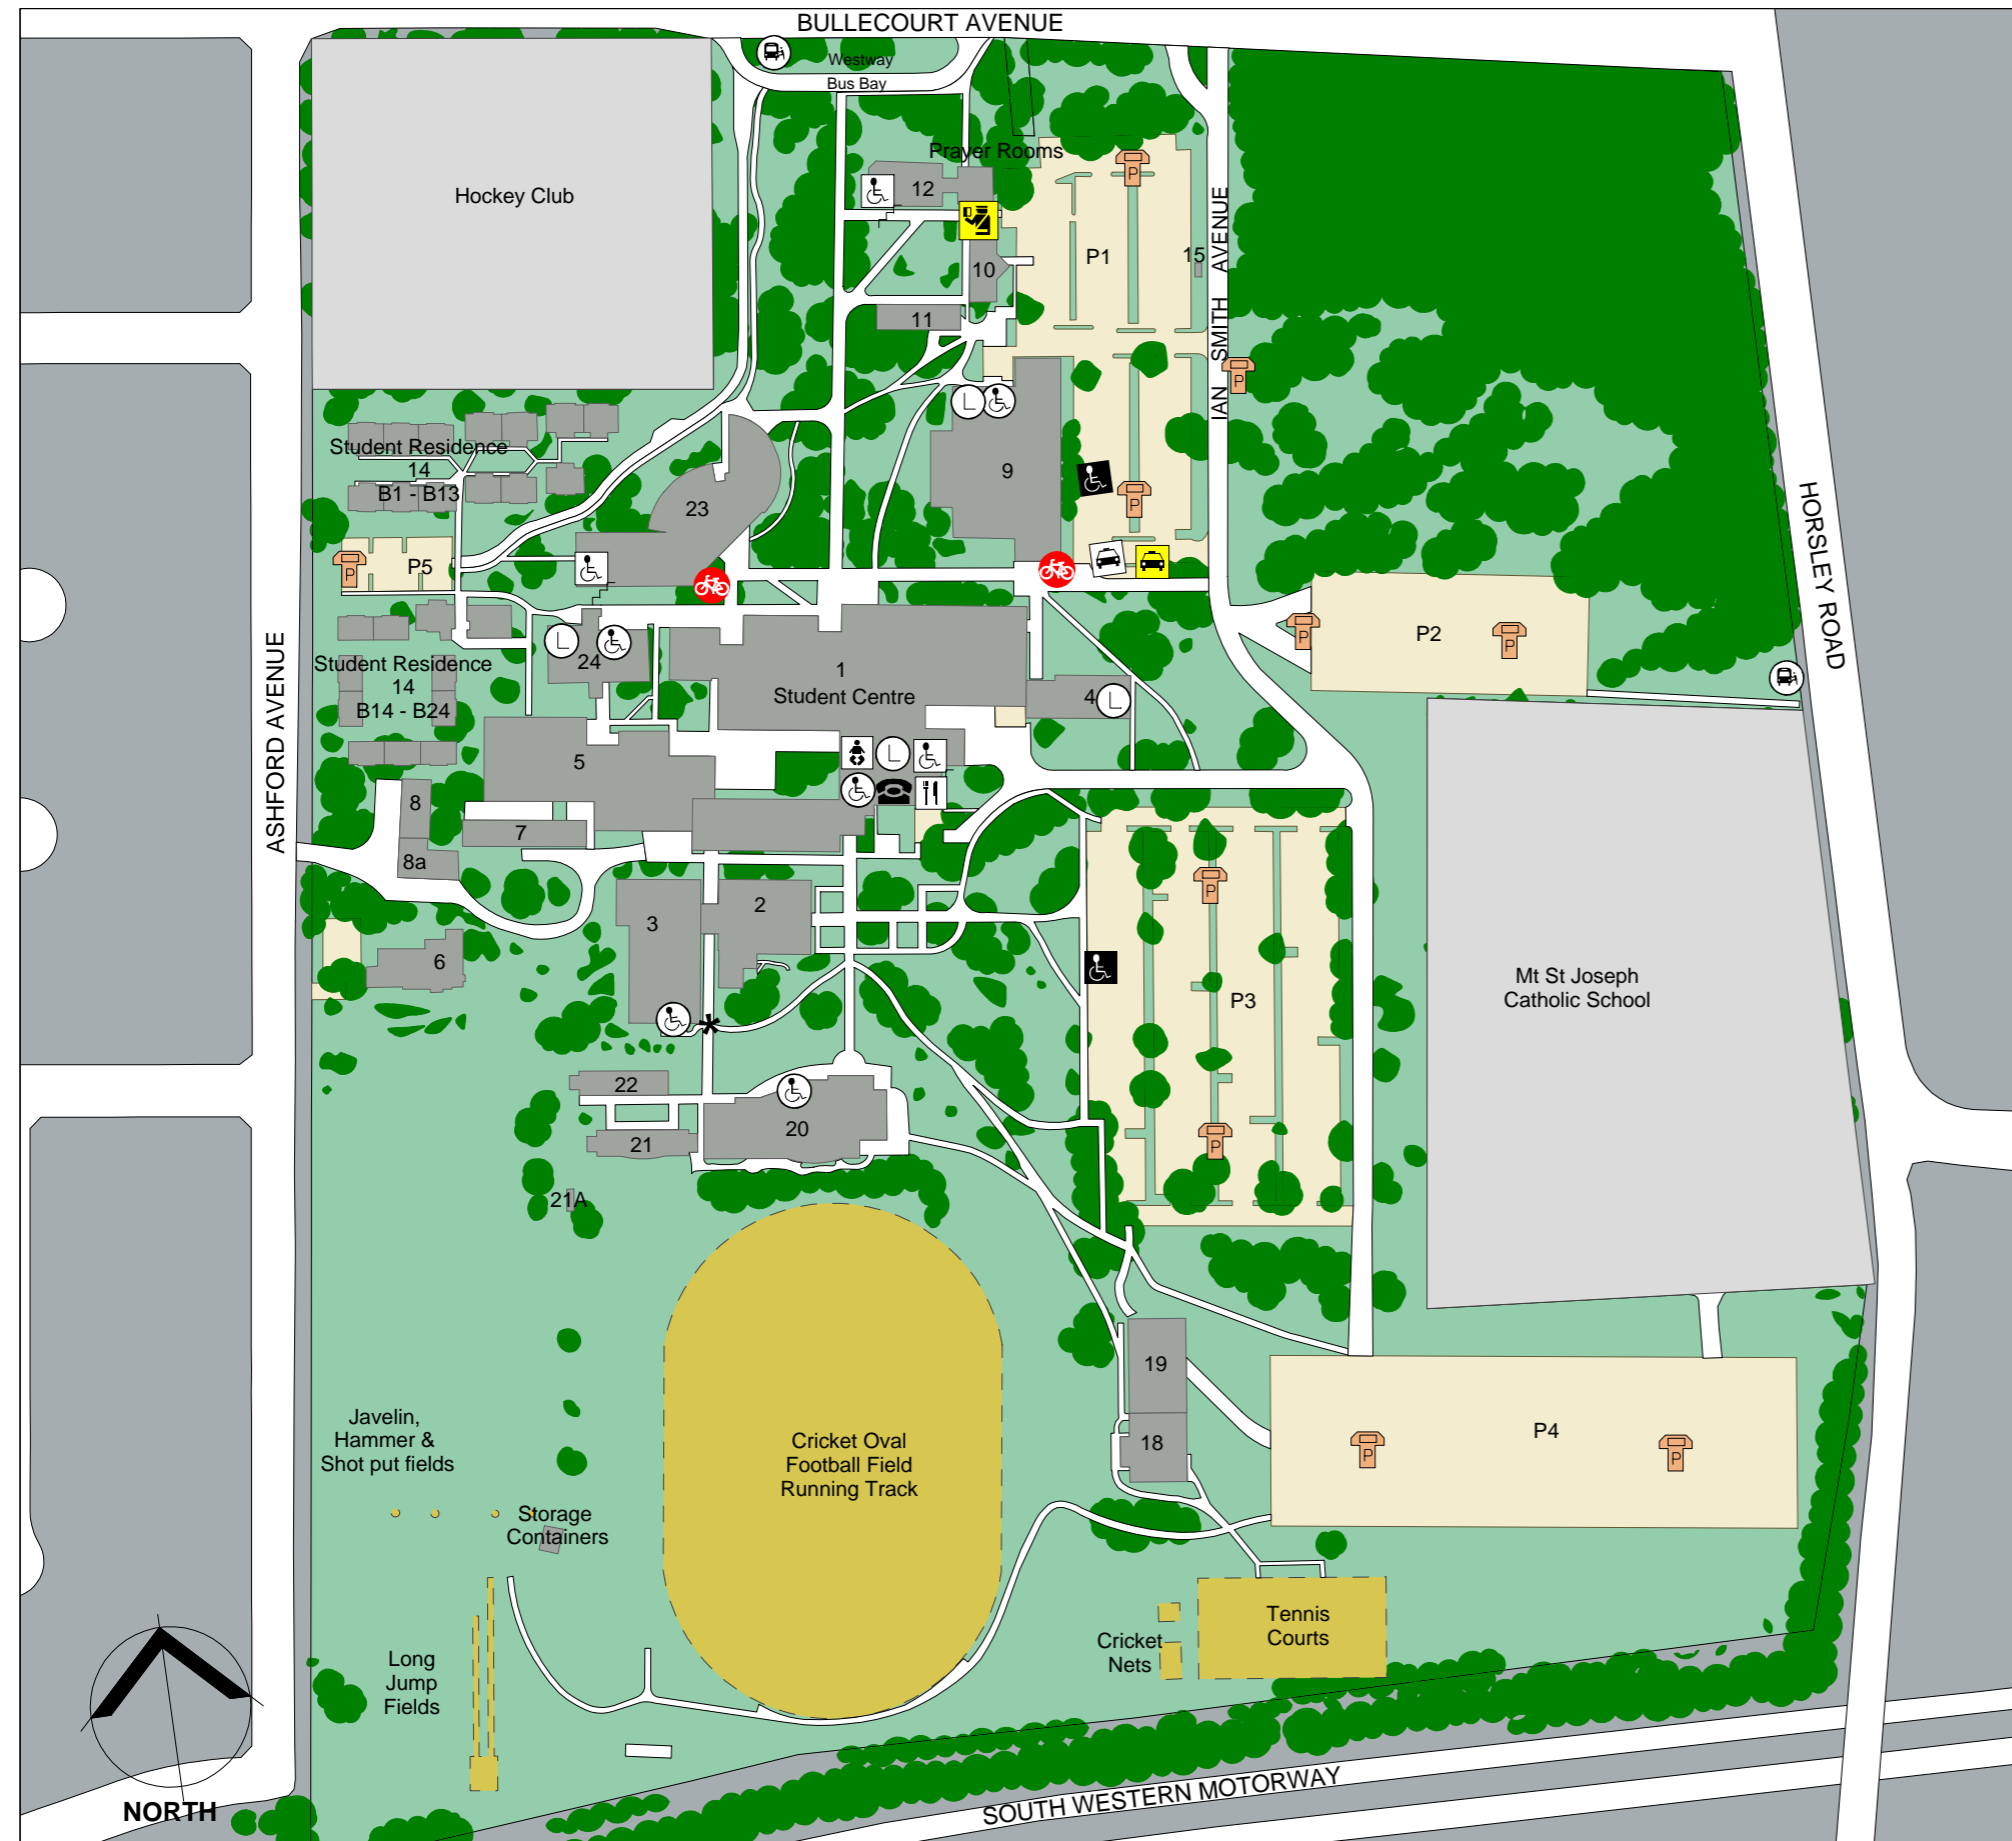 BULLECOURT AVENUE
Westway
Bus Bay
Hockey Club
Prayer Rooms
12
P
10
P1
15
11
IAN SMITH AVENUE
P
L
9
P
Student Residence
14
B1 - B13
23
P5
P
HORSLEY ROAD
P2
P
P
L
24
1
Student Centre
4
L
Student Residence
14
B14 - B24
ASHFORD AVENUE
5
L
8
7
8a
P
3
2
6
*
P3
Mt St Joseph
Catholic School
22
20
21
P
21A
19
18
P4
P
P
Javelin,
Hammer &
Shot put fields
Cricket Oval
Football Field
Running Track
Storage
Containers
Tennis
Courts
Cricket
Nets
Long
Jump
Fields
NORTH
SOUTH WESTERN MOTORWAY